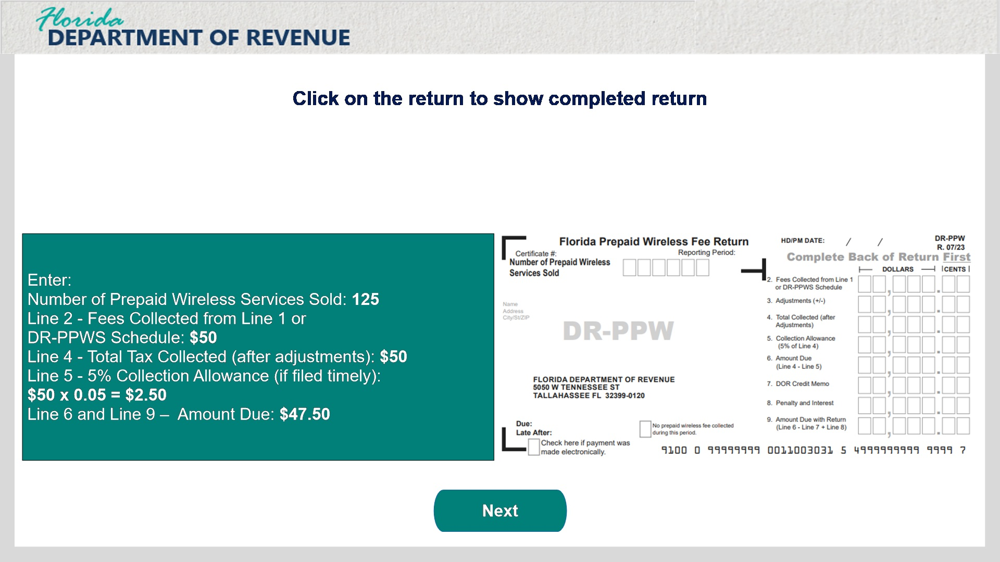 Florida
DEPARTMENT OF REVENUE
Click on the return to show completed return
Enter:
Number of Prepaid Wireless Services Sold: 125
Line 2 - Fees Collected from Line 1 or
DR-PPWS Schedule: $50
Line 4 - Total Tax Collected (after adjustments): $50
Line 5 - 5% Collection Allowance (if filed timely):
$50 x 0.05 = $2.50
Line 6 and Line 9 – Amount Due: $47.50
Florida Prepaid Wireless Fee Return
Certificate #:
Reporting Period:
Number of Prepaid Wireless
Services Sold
HD/PM DATE: / /
DR-PPW
R. 07/23
Complete Back of Return First
DOLLARS
CENTS
2. Fees Collected from Line 1
or DR-PPWS Schedule
3. Adjustments (+/-)
4. Total Collected (after
Adjustments)
5. Collection Allowance
(5% of Line 4)
6. Amount Due
(Line 4 - Line 5)
7. DOR Credit Memo
8. Penalty and Interest
9. Amount Due with Return
(Line 6 - Line 7 + Line 8)
Name
Address
City/St/ZIP
DR-PPW
FLORIDA DEPARTMENT OF REVENUE
5050 W TENNESSEE ST
TALLAHASSEE FL 32399-0120
Due:
Late After:
Check here if payment was
made electronically.
No prepaid wireless fee collected
during this period.
9100 0 99999999 0011003031 5 4999999999 9999 7
Next